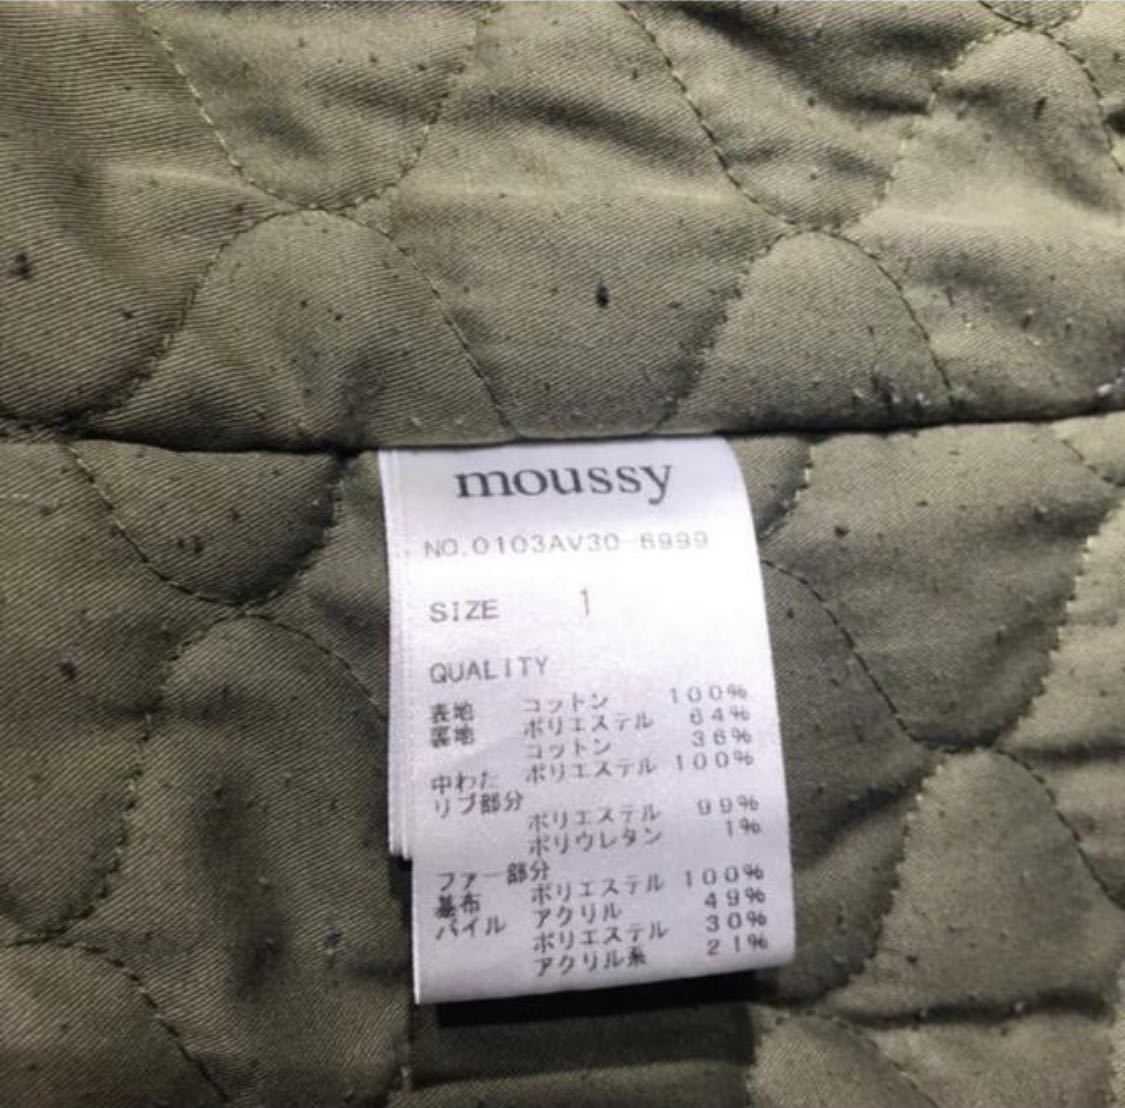 moussy
NO.0103AV30-6999
SIZE 1
QUALITY
表地 コットン 100%
裏地 ポリエステル 64%
コットン 36%
中わた ポリエステル 100%
リブ部分
ポリエステル 99%
ポリウレタン 1%
ファー部分
基布 ポリエステル 100%
パイル アクリル 49%
ポリエステル 30%
アクリル系 21%